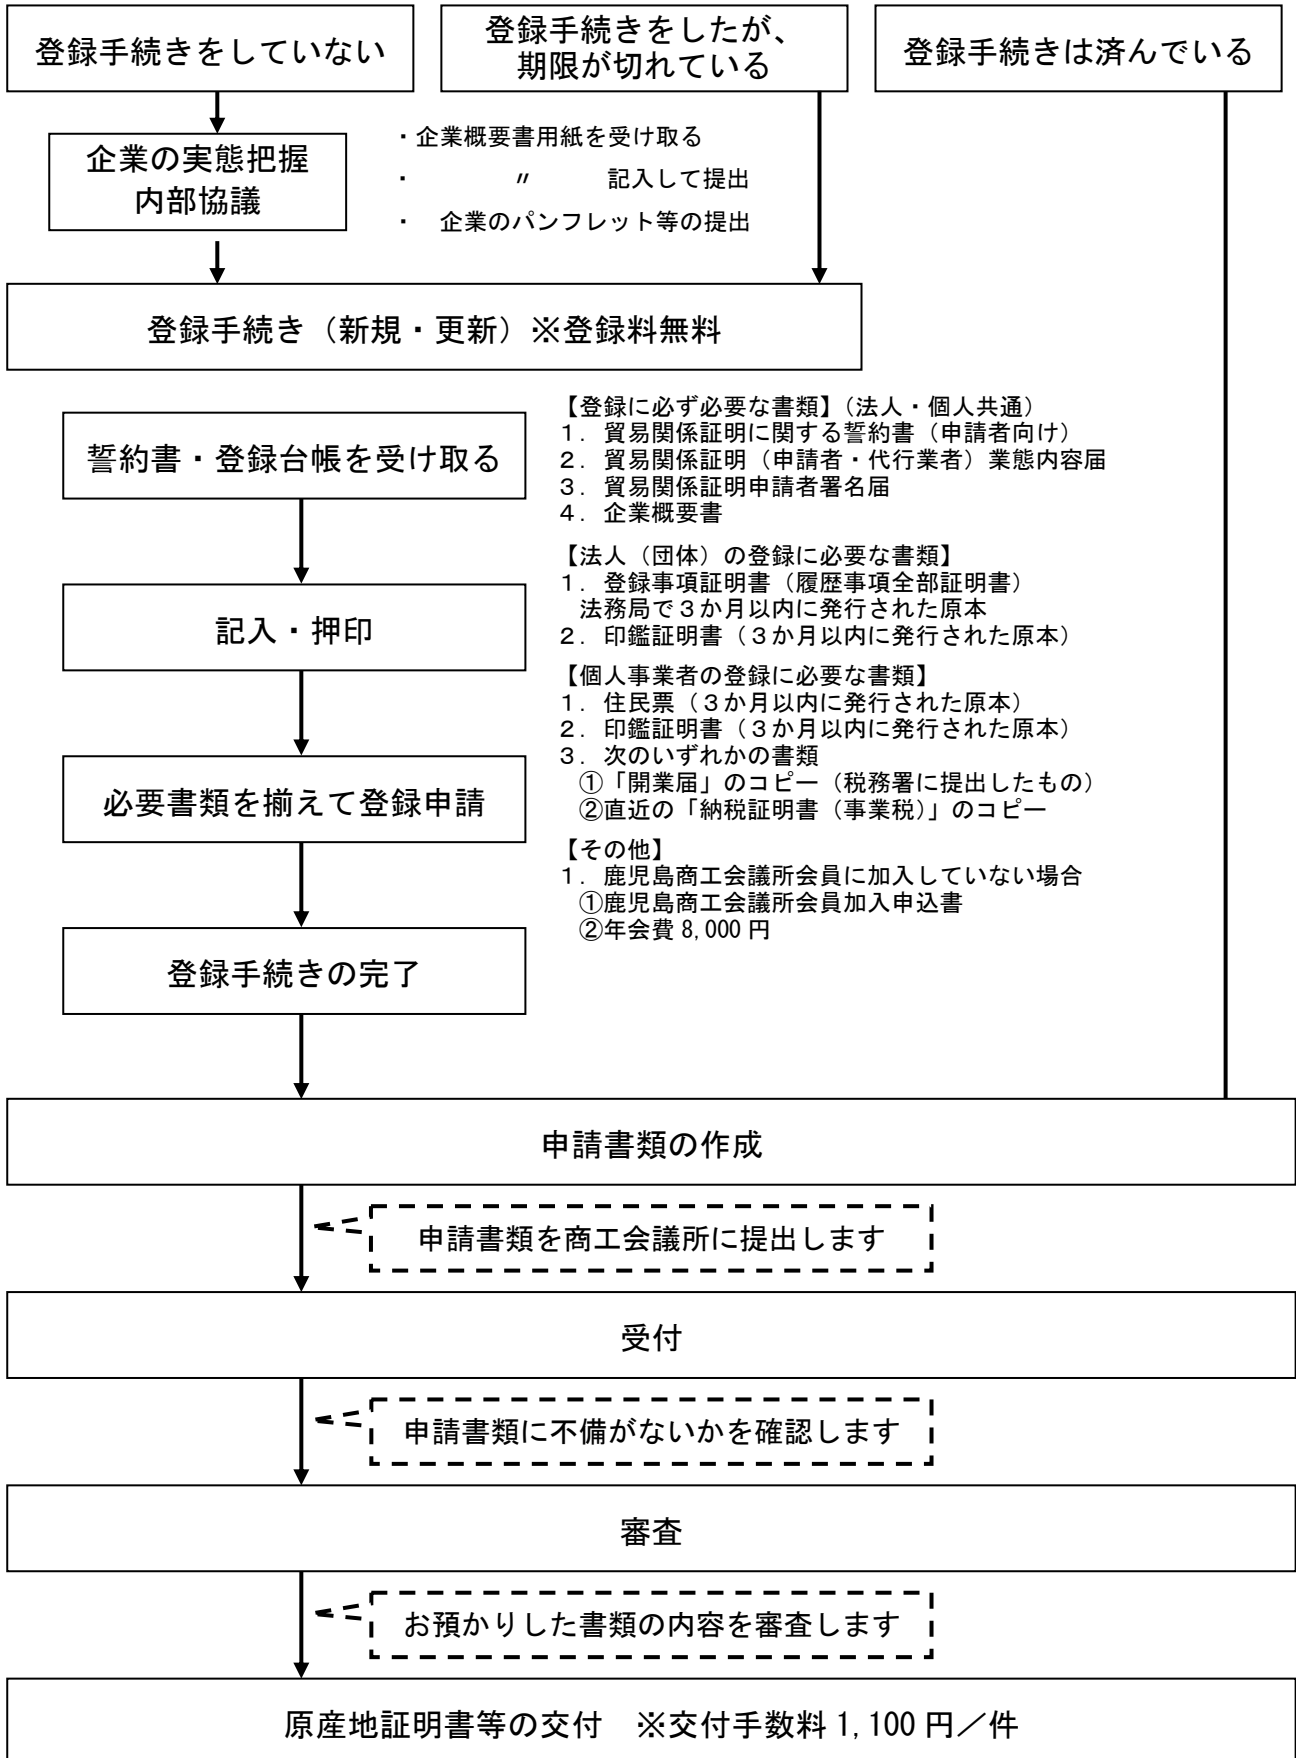 登録手続きをしていない
登録手続きをしたが、
期限が切れている
登録手続きは済んでいる
企業の実態把握
内部協議
・企業概要書用紙を受け取る
・　　　〃　　　記入して提出
・　企業のパンフレット等の提出
登録手続き（新規・更新）※登録料無料
誓約書・登録台帳を受け取る
記入・押印
必要書類を揃えて登録申請
登録手続きの完了
【登録に必ず必要な書類】（法人・個人共通）
１．貿易関係証明に関する誓約書（申請者向け）
２．貿易関係証明（申請者・代行業者）業態内容届
３．貿易関係証明申請者署名届
４．企業概要書
【法人（団体）の登録に必要な書類】
１．登録事項証明書（履歴事項全部証明書）
法務局で３か月以内に発行された原本
２．印鑑証明書（３か月以内に発行された原本）
【個人事業者の登録に必要な書類】
１．住民票（３か月以内に発行された原本）
２．印鑑証明書（３か月以内に発行された原本）
３．次のいずれかの書類
①「開業届」のコピー（税務署に提出したもの）
②直近の「納税証明書（事業税）」のコピー
【その他】
１．鹿児島商工会議所会員に加入していない場合
①鹿児島商工会議所会員加入申込書
②年会費 8,000 円
申請書類の作成
申請書類を商工会議所に提出します
受付
申請書類に不備がないかを確認します
審査
お預かりした書類の内容を審査します
原産地証明書等の交付　※交付手数料 1,100 円／件